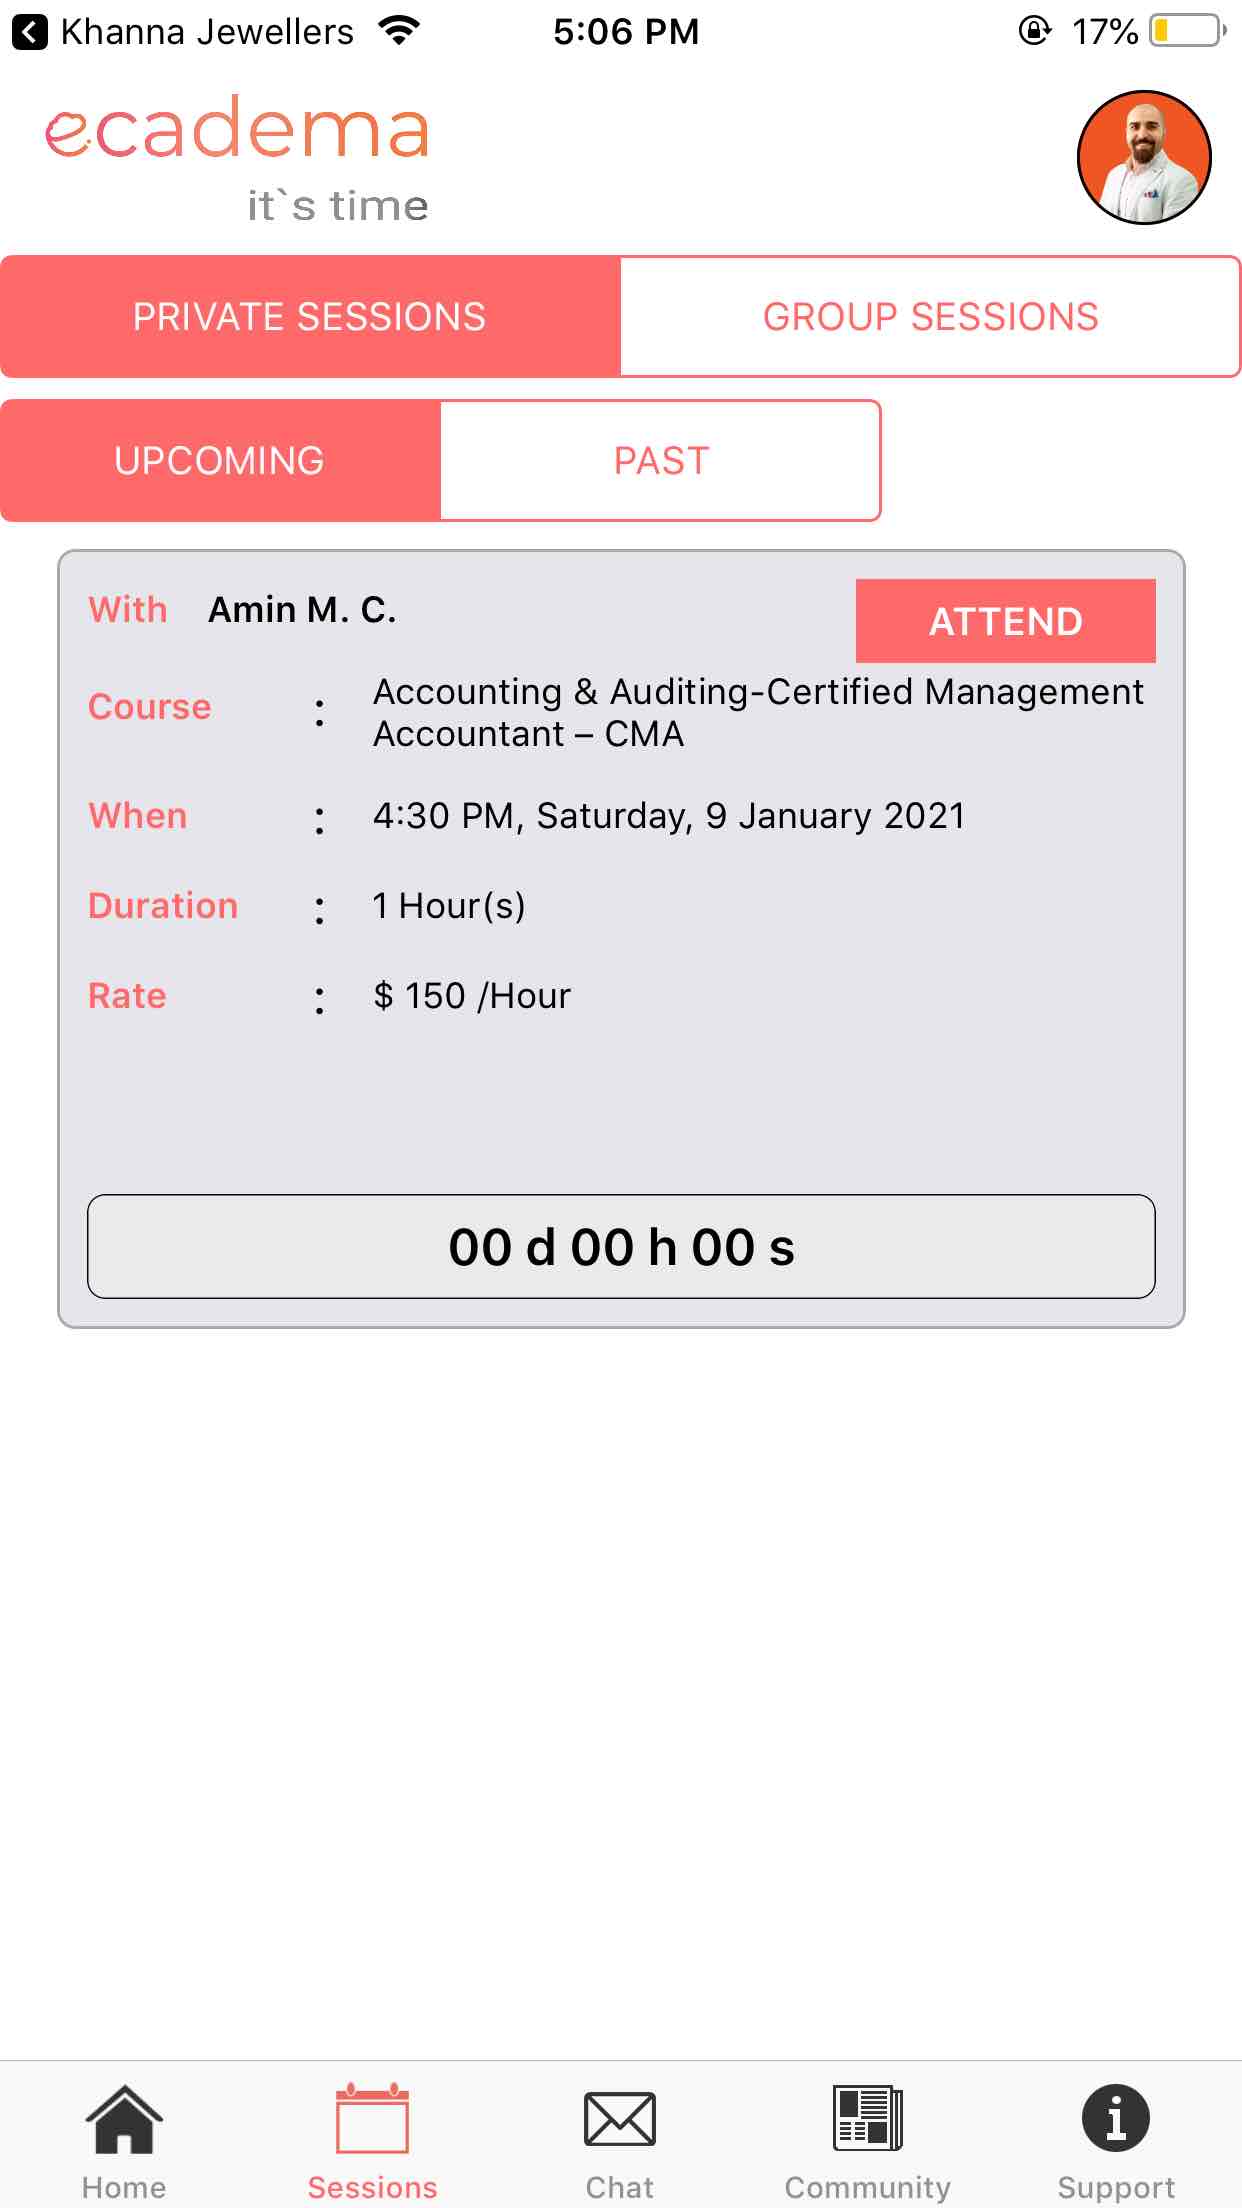 Khanna Jewellers 5:06 PM 17%
ecadema
it`s time
PRIVATE SESSIONS GROUP SESSIONS
UPCOMING PAST
With Amin M. C. ATTEND
Course : Accounting & Auditing-Certified Management
Accountant – CMA
When : 4:30 PM, Saturday, 9 January 2021
Duration : 1 Hour(s)
Rate : $ 150 /Hour
00 d 00 h 00 s
Home Sessions Chat Community Support